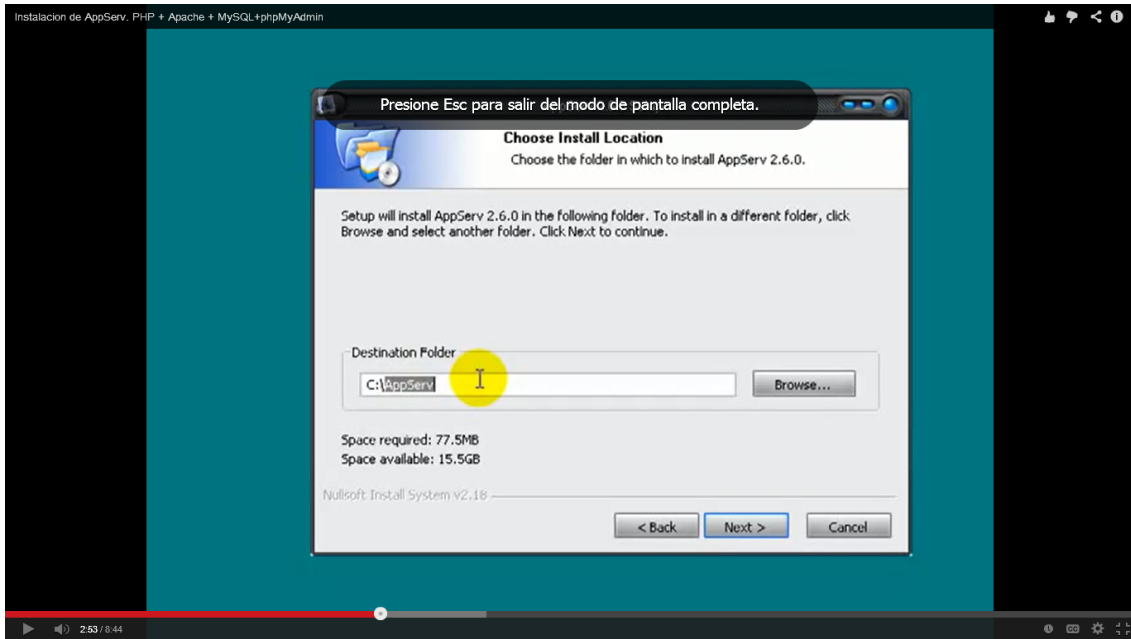 Instalacion de AppServ. PHP + Apache + MySQL+phpMyAdmin
Presione Esc para salir del modo de pantalla completa.
Choose Install Location
Choose the folder in which to install AppServ 2.6.0.
Setup will install AppServ 2.6.0 in the following folder. To install in a different folder, click
Browse and select another folder. Click Next to continue.
Destination Folder
C:\AppServ
Browse...
Space required: 77.5MB
Space available: 15.5GB
Nullsoft Install System v2.18
< Back
Next >
Cancel
2:53 / 8:44
CC